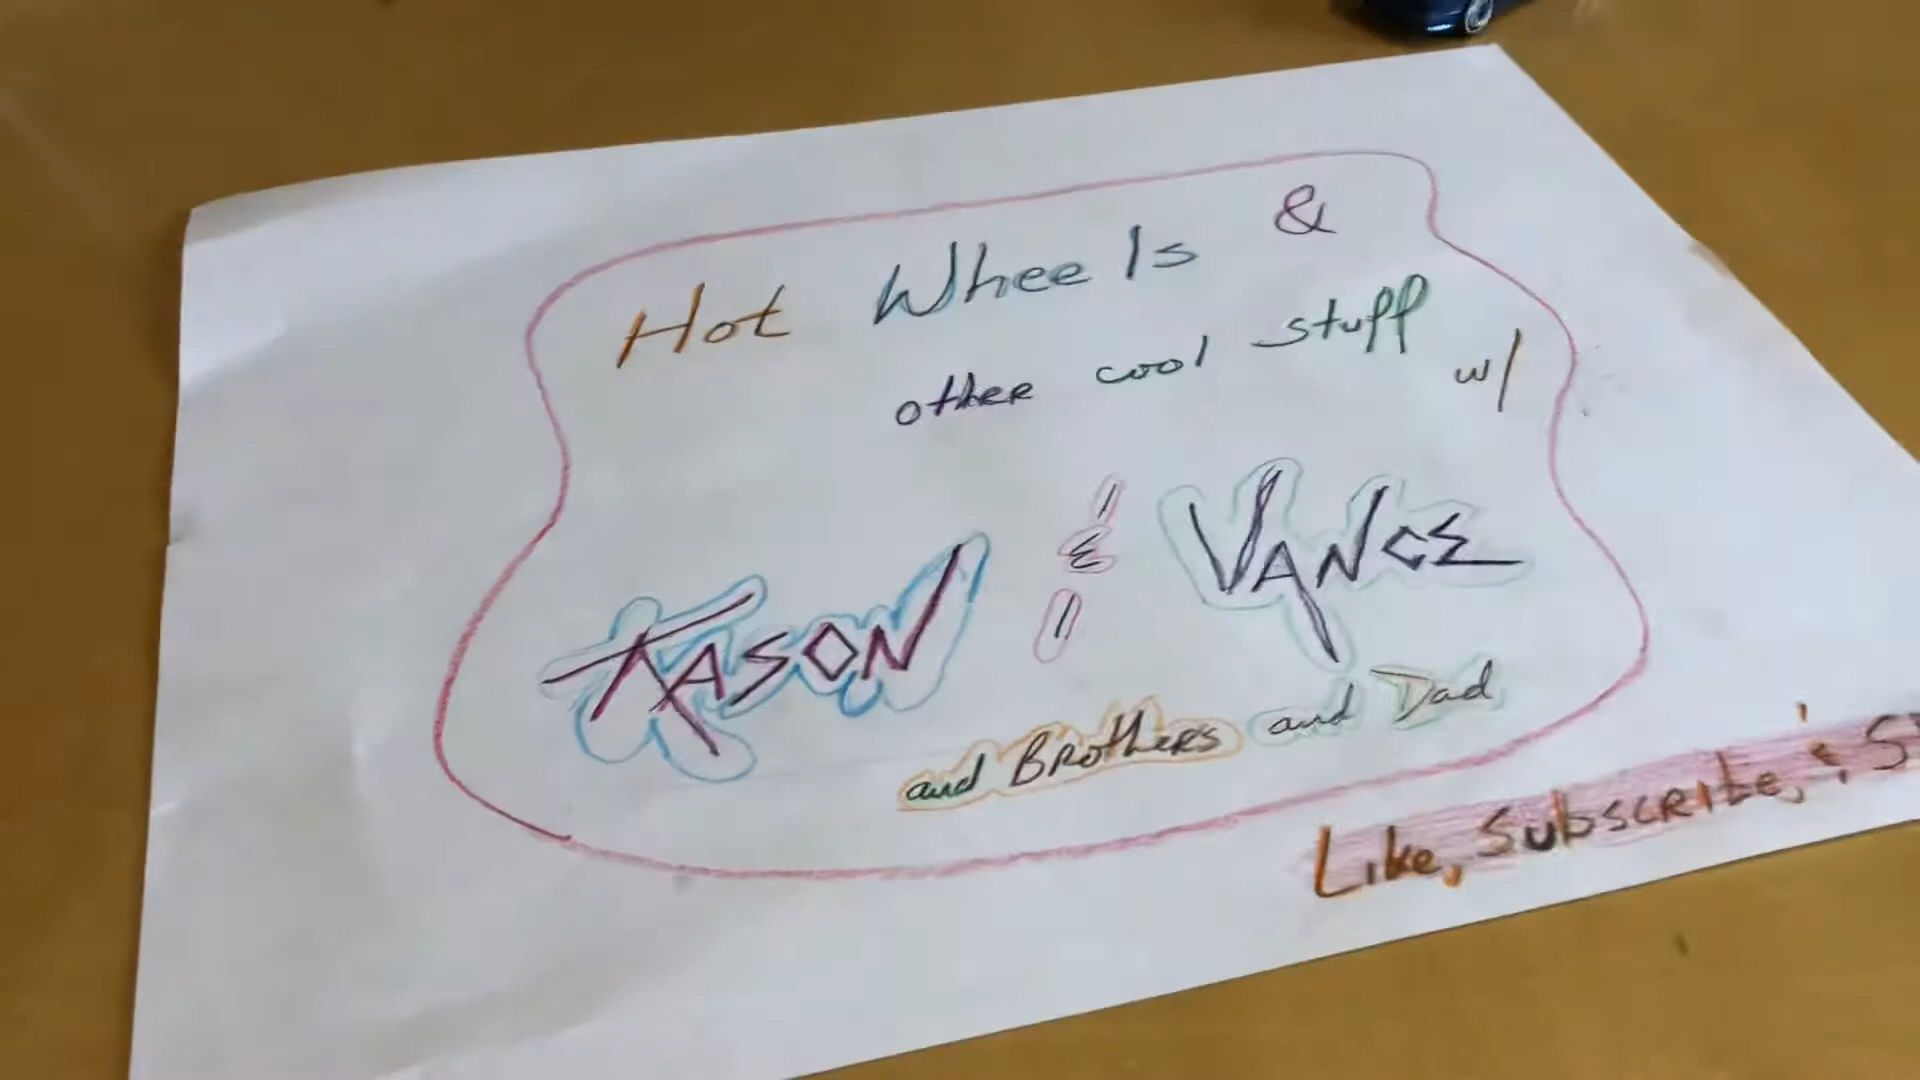 Hot Wheels &
other cool stuff w/
KASON & VANCE
and Brothers and Dad
Like, Subscribe, & S